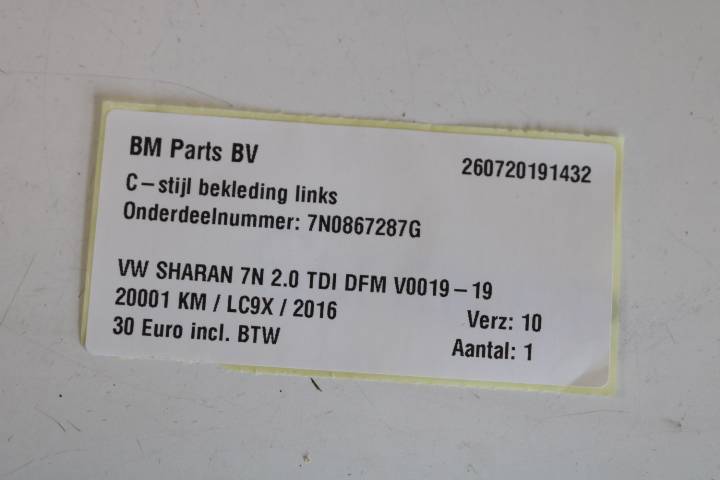 BM Parts BV 260720191432
C-stijl bekleding links
Onderdeelnummer: 7N0867287G
VW SHARAN 7N 2.0 TDI DFM V0019-19
20001 KM / LC9X / 2016 Verz: 10
30 Euro incl. BTW Aantal: 1